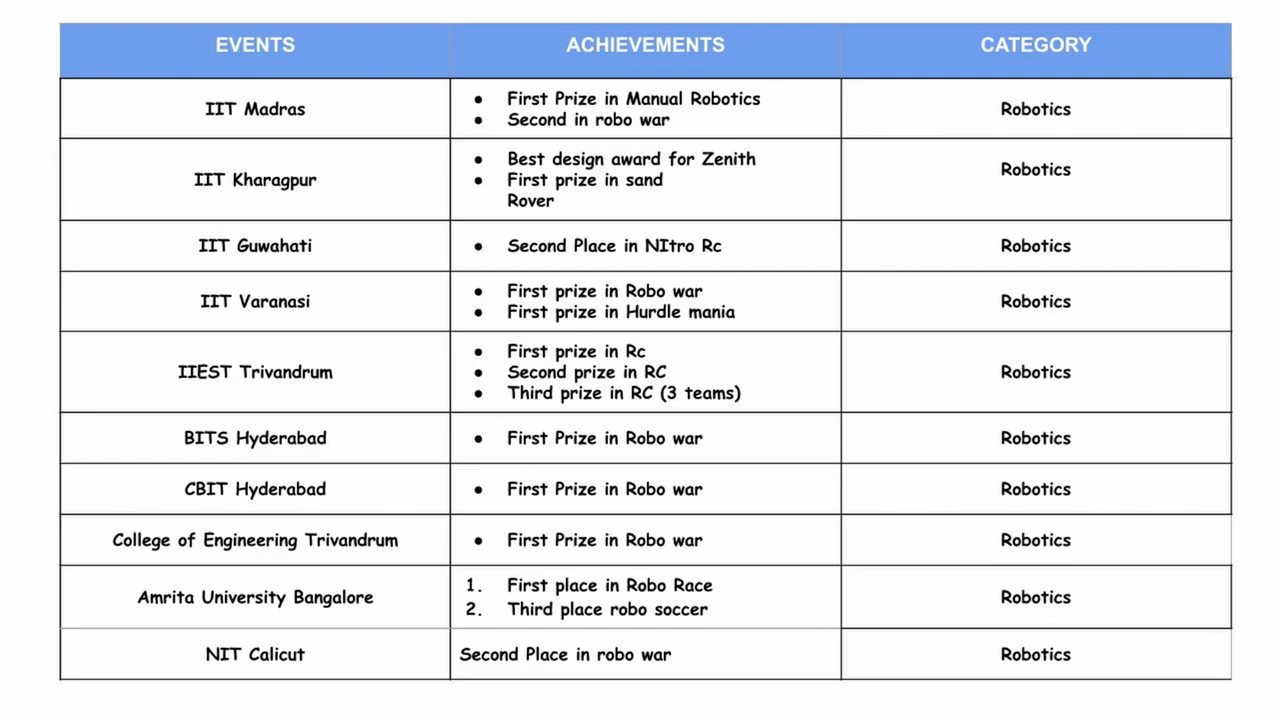 EVENTS ACHIEVEMENTS CATEGORY
IIT Madras
• First Prize in Manual Robotics
• Second in robo war
Robotics
IIT Kharagpur
• Best design award for Zenith
• First prize in sand
Rover
Robotics
IIT Guwahati
• Second Place in NItro Rc
Robotics
IIT Varanasi
• First prize in Robo war
• First prize in Hurdle mania
Robotics
IIEST Trivandrum
• First prize in Rc
• Second prize in RC
• Third prize in RC (3 teams)
Robotics
BITS Hyderabad
• First Prize in Robo war
Robotics
CBIT Hyderabad
• First Prize in Robo war
Robotics
College of Engineering Trivandrum
• First Prize in Robo war
Robotics
Amrita University Bangalore
1. First place in Robo Race
2. Third place robo soccer
Robotics
NIT Calicut
Second Place in robo war
Robotics